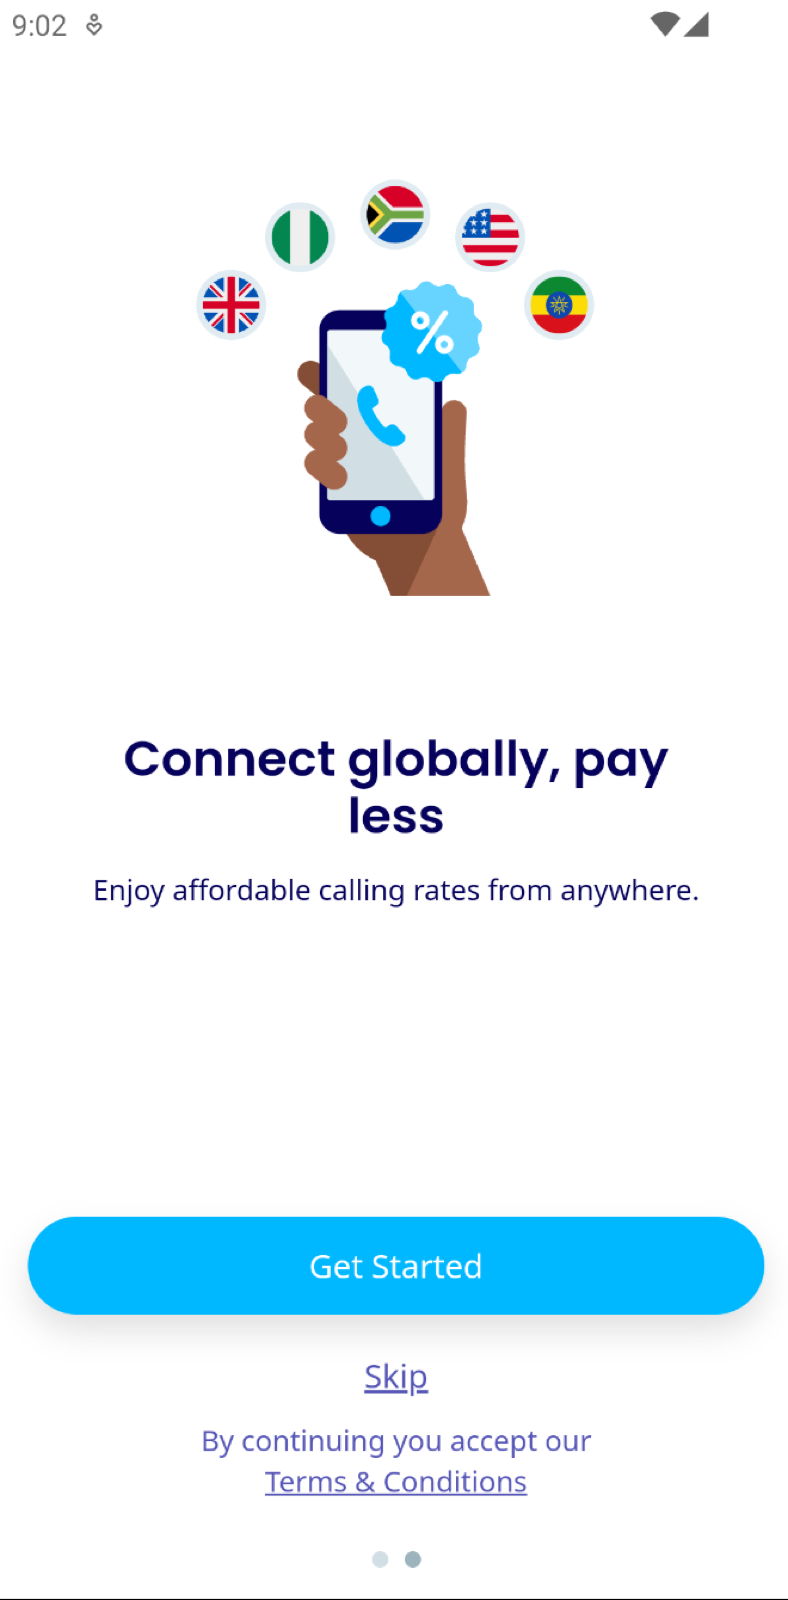 9:02
%
Connect globally, pay
less
Enjoy affordable calling rates from anywhere.
Get Started
Skip
By continuing you accept our
Terms & Conditions